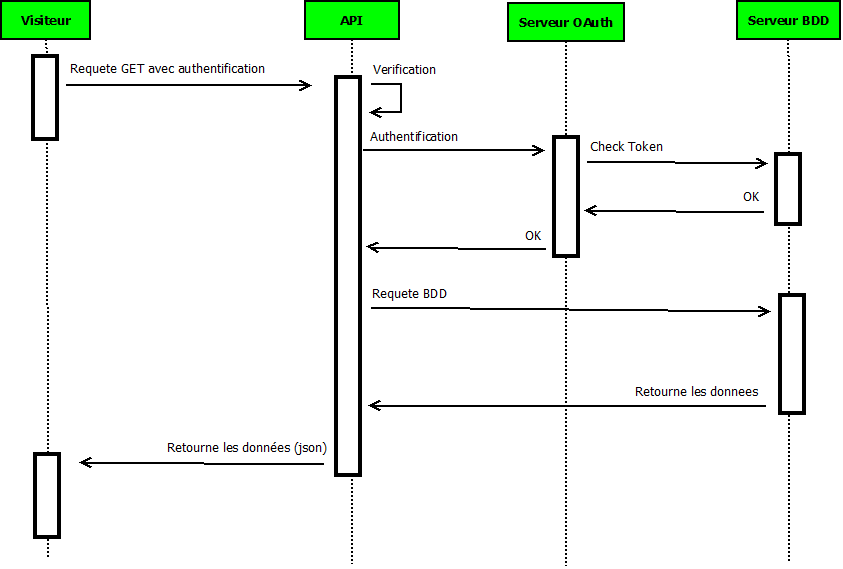 Visiteur
API
Serveur OAuth
Serveur BDD
Requete GET avec authentification
Verification
Authentification
Check Token
OK
OK
Requete BDD
Retourne les donnees
Retourne les données (json)